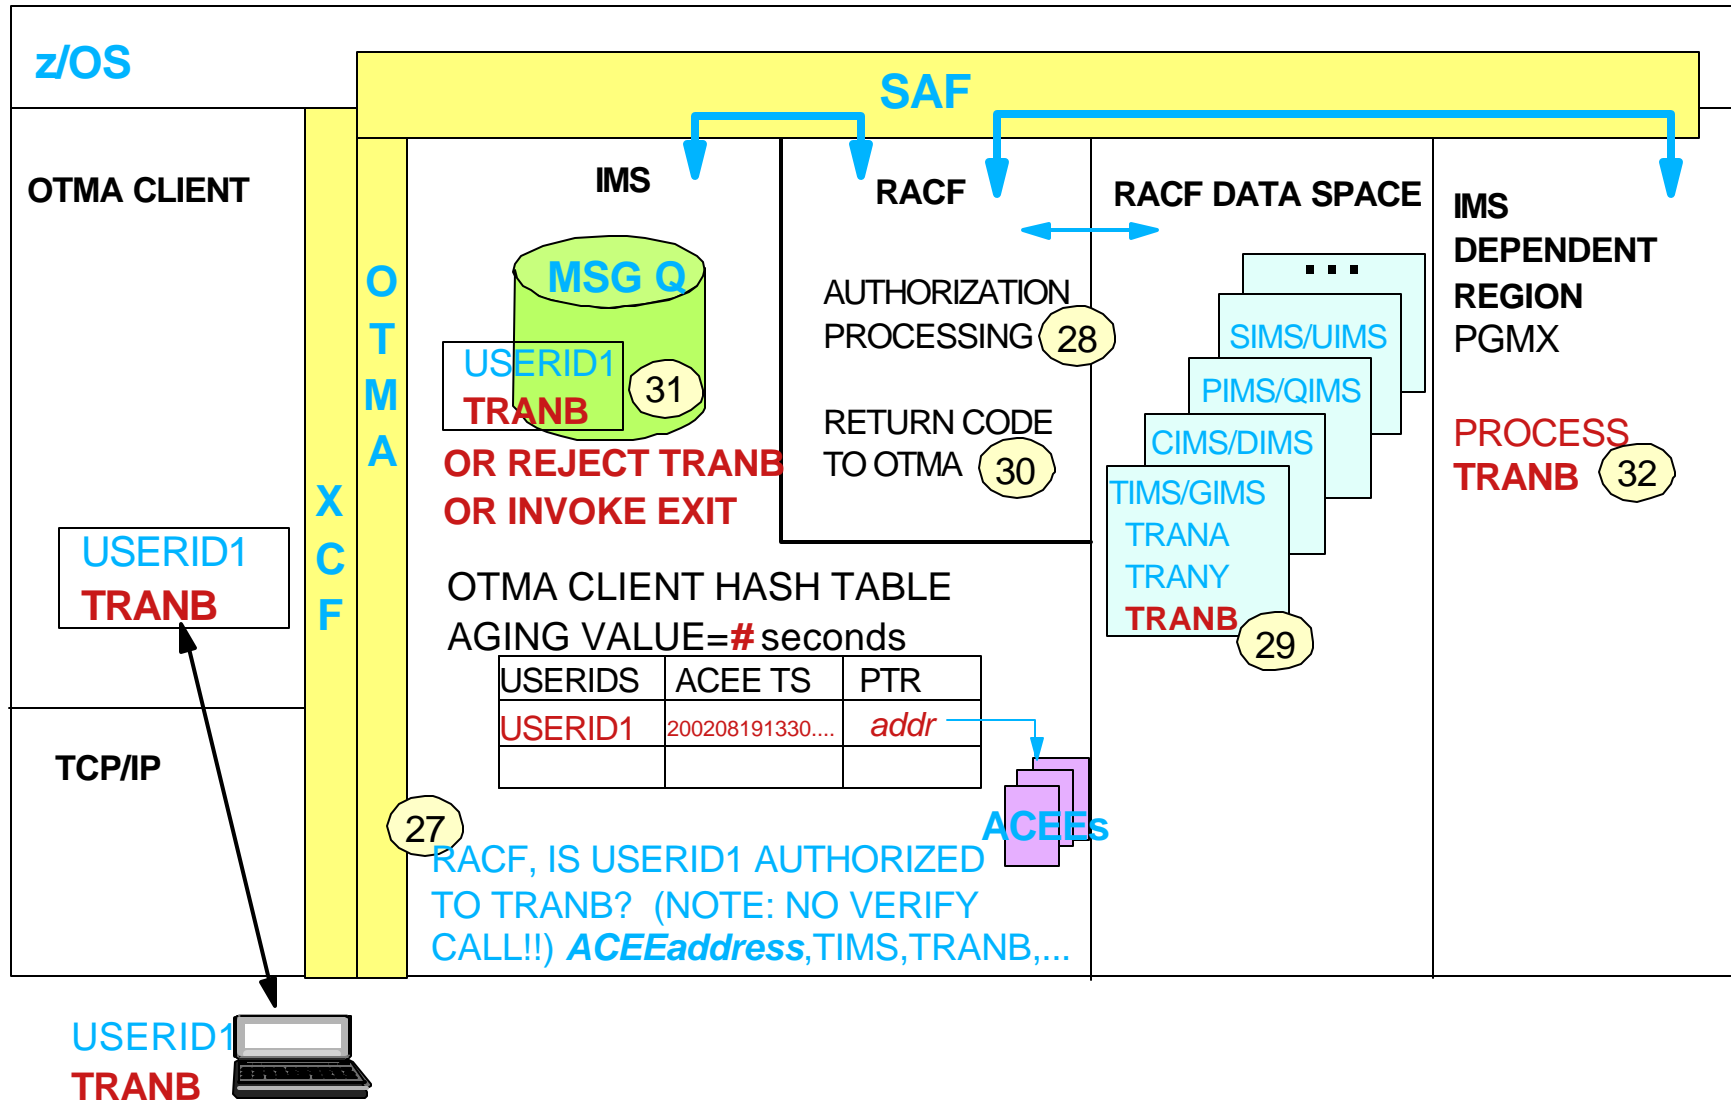 z/OS
SAF
OTMA CLIENT
USERID1
TRANB
TCP/IP
USERID1
TRANB
X
C
F
O
T
M
A
IMS
MSG Q
USERID1
TRANB
31
OR REJECT TRANB
OR INVOKE EXIT
RACF
AUTHORIZATION
PROCESSING 28
RETURN CODE
TO OTMA 30
OTMA CLIENT HASH TABLE
AGING VALUE=# seconds
USERIDS ACEE TS PTR
USERID1 200208191330.... addr
ACEEs
27
RACF, IS USERID1 AUTHORIZED
TO TRANB? (NOTE: NO VERIFY
CALL!!) ACEEaddress,TIMS,TRANB,...
RACF DATA SPACE
...
SIMS/UIMS
PIMS/QIMS
CIMS/DIMS
TIMS/GIMS
TRANA
TRANY
TRANB
29
IMS
DEPENDENT
REGION
PGMX
PROCESS
TRANB 32